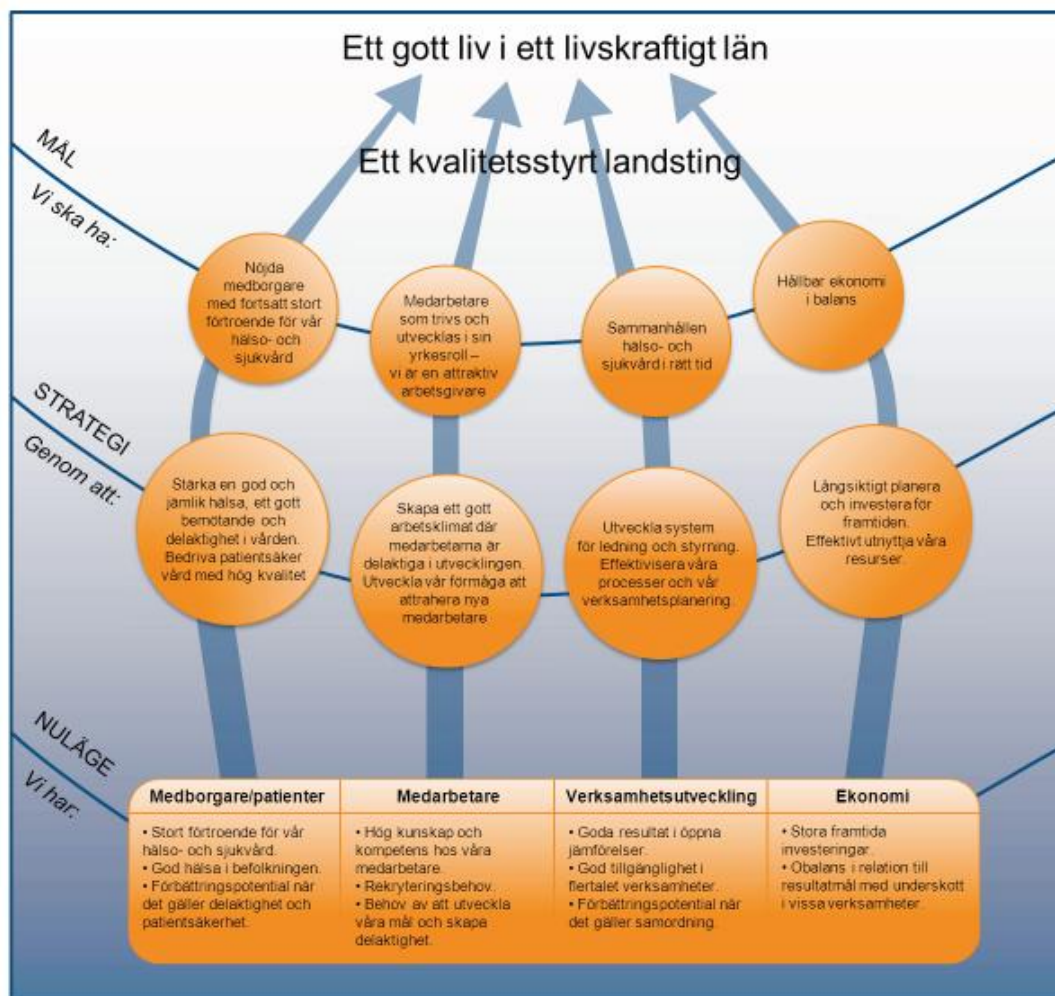 Ett gott liv i ett livskraftigt län
Ett kvalitetsstyrt landsting
MÅL
Vi ska ha:
Nöjda
medborgare
med fortsatt stort
förtroende för vår
hälso- och
sjukvård
Medarbetare
som trivs och
utvecklas i sin
yrkesroll –
vi är en attraktiv
arbetsgivare
Sammanhållen
hälso- och
sjukvård i rätt tid
Hållbar ekonomi
i balans
STRATEGI
Genom att:
Stärka en god och
jämlik hälsa, ett gott
bemötande och
delaktighet i vården.
Bedriva patientsäker
vård med hög kvalitet
Skapa ett gott
arbetsklimat där
medarbetarna är
delaktiga i utvecklingen.
Utveckla vår förmåga att
attrahera nya
medarbetare
Utveckla system
för ledning och styrning.
Effektivisera våra
processer och vår
verksamhetsplanering.
Långsiktigt planera
och investera för
framtiden.
Effektivt utnyttja våra
resurser.
NULÄGE
Vi har:
Medborgare/patienter
• Stort förtroende för vår
hälso- och sjukvård.
• God hälsa i befolkningen.
• Förbättringspotential när
det gäller delaktighet och
patientsäkerhet.
Medarbetare
• Hög kunskap och
kompetens hos våra
medarbetare.
• Rekryteringsbehov.
• Behov av att utveckla
våra mål och skapa
delaktighet.
Verksamhetsutveckling
• Goda resultat i öppna
jämförelser.
• God tillgänglighet i
flertalet verksamheter.
• Förbättringspotential när
det gäller samordning.
Ekonomi
• Stora framtida
investeringar.
• Obalans i relation till
resultatmål med underskott
i vissa verksamheter.